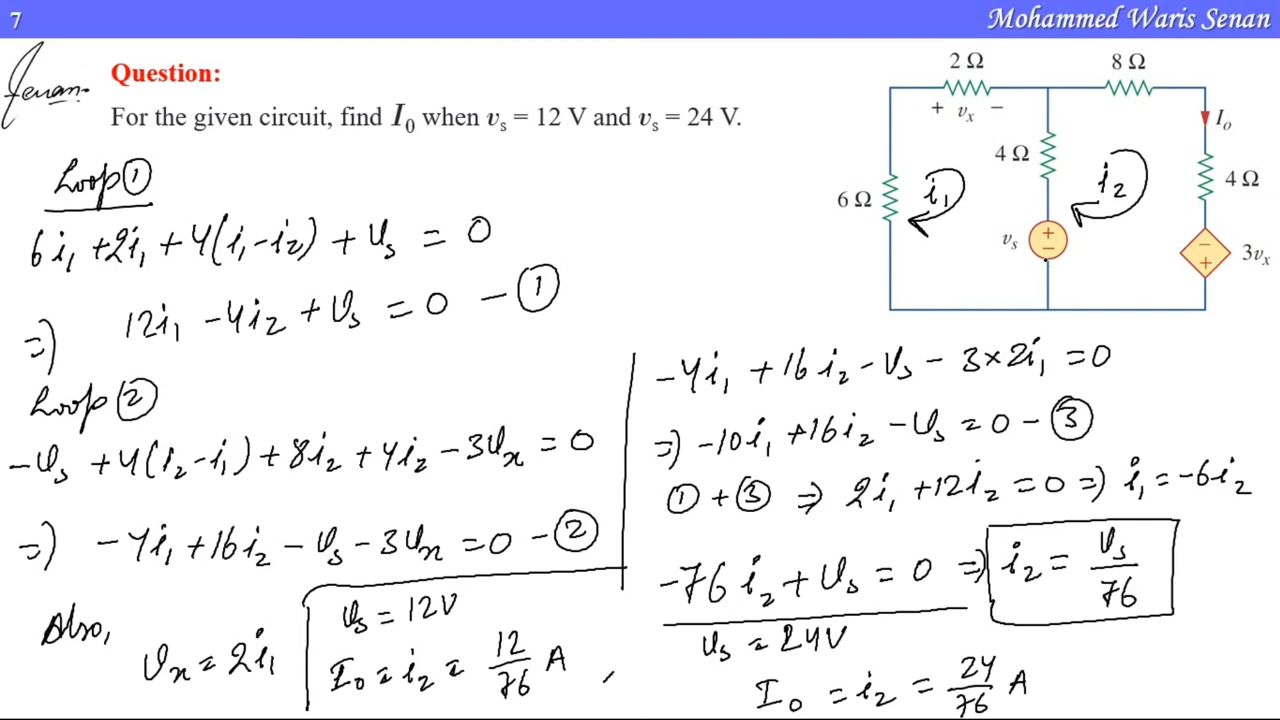 7
Mohammed Waris Senan
Senan
Question:
For the given circuit, find I₀ when vₛ = 12 V and vₛ = 24 V.
2 Ω
8 Ω
+ vₓ −
Iₒ
4 Ω
4 Ω
6 Ω
i₁
i₂
vₛ
+
−
−
+
3vₓ
Loop ①
6i₁ + 2i₁ + 4(i₁ - i₂) + Vₛ = 0
⇒) 12i₁ - 4i₂ + Vₛ = 0 - ①
Loop ②
-Vₛ + 4(i₂ - i₁) + 8i₂ + 4i₂ - 3Vₓ = 0
⇒) -4i₁ + 16i₂ - Vₛ - 3Vₓ = 0 - ②
Also,
Vₓ = 2i₁
Vₛ = 12V
I₀ = i₂ = 12/76 A ,
-4i₁ + 16i₂ - Vₛ - 3×2i₁ = 0
⇒) -10i₁ + 16i₂ - Vₛ = 0 - ③
① + ③ ⇒ 2i₁ + 12i₂ = 0 ⇒) i₁ = -6i₂
-76i₂ + Vₛ = 0 ⇒) i₂ = Vₛ/76
Vₛ = 24V
I₀ = i₂ = 24/76 A